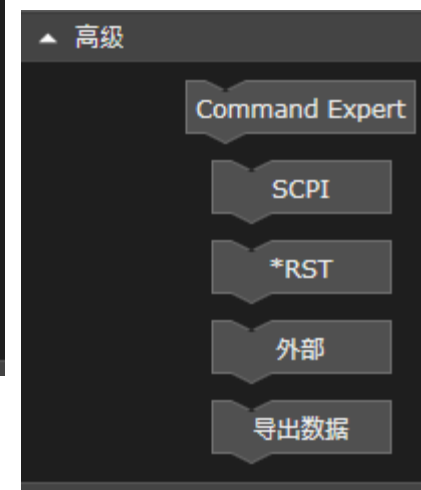 高级
Command Expert
SCPI
*RST
外部
导出数据